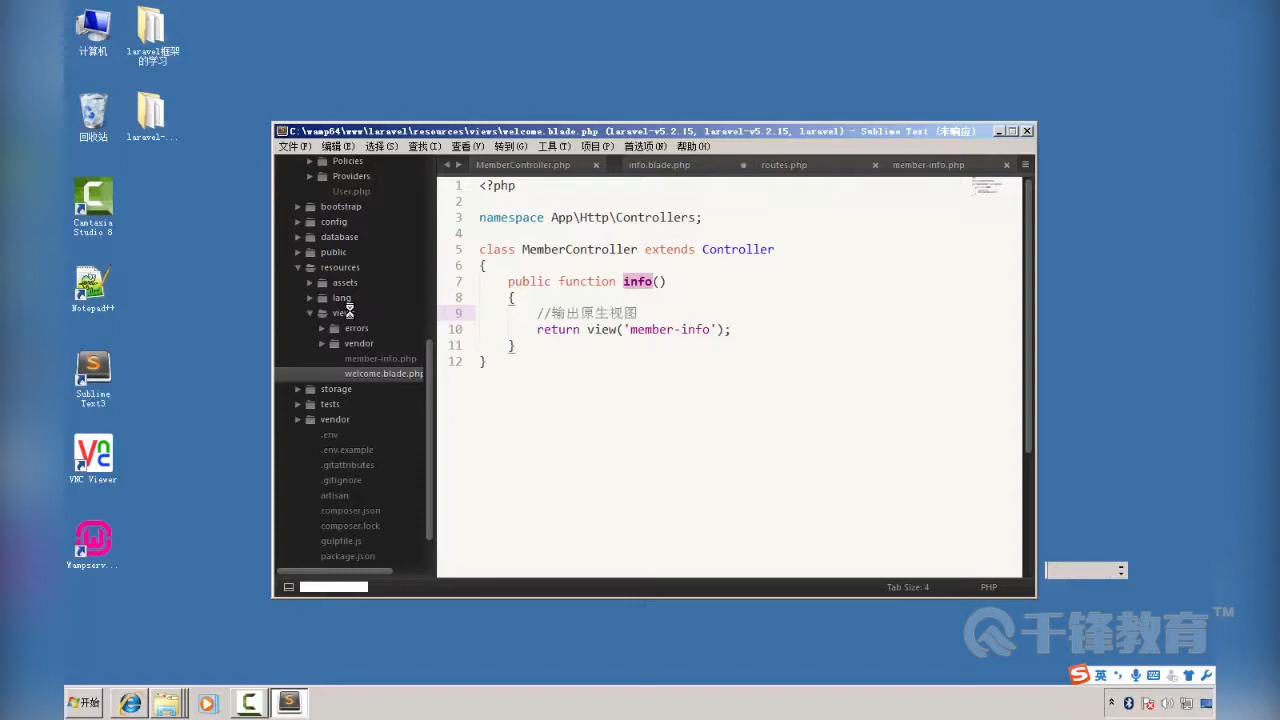 计算机
laravel框架
的学习
回收站
laravel-...
Camtasia
Studio 8
Notepad++
Sublime
Text3
VNC Viewer
Wampserv...
C:\wamp64\www\laravel\resources\views\welcome.blade.php (laravel-v5.2.15, laravel-v5.2.15, laravel) - Sublime Text (未响应)
文件(F) 编辑(E) 选择(S) 查找(I) 查看(V) 转到(G) 工具(T) 项目(P) 首选项(N) 帮助(H)
MemberController.php info.blade.php routes.php member-info.php
Policies
Providers
User.php
bootstrap
config
database
public
resources
assets
lang
errors
vendor
member-info.php
welcome.blade.php
storage
tests
vendor
.env
.env.example
.gitattributes
.gitignore
artisan
composer.json
composer.lock
gulpfile.js
package.json
1 <?php
2
3 namespace App\Http\Controllers;
4
5 class MemberController extends Controller
6 {
7 public function info()
8 {
9 //输出原生视图
10 return view('member-info');
11 }
12 }
Tab Size: 4 PHP
千锋教育™
英
开始